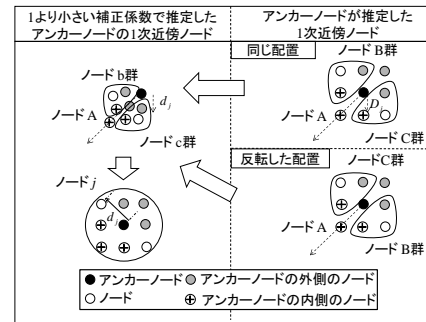 1より小さい補正係数で推定した
アンカーノードの1次近傍ノード
アンカーノードが推定した
1次近傍ノード
同じ配置
ノードb群
ノードA
d_j
ノードc群
ノードB群
ノードA
D_j
ノードC群
反転した配置
ノードC群
ノードA
ノードB群
ノードj
d_j
アンカーノード
アンカーノードの外側のノード
ノード
アンカーノードの内側のノード